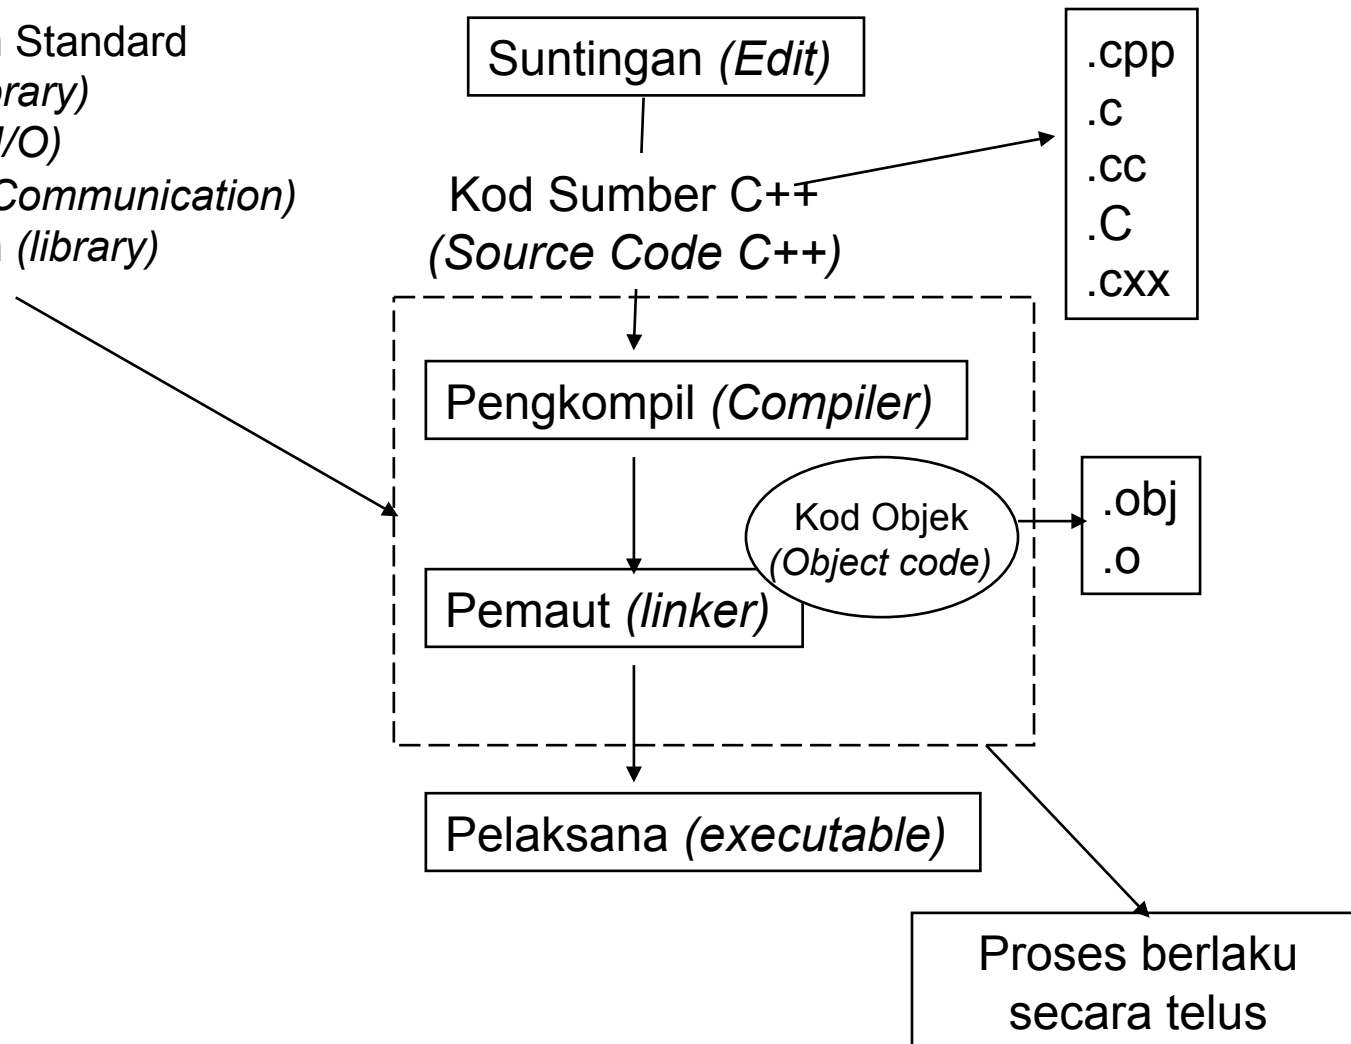 Standard
I/O)
Communication)
(library)
Suntingan (Edit)
.cpp
.c
.cc
.C
.cxx
Kod Sumber C++
(Source Code C++)
Pengkompil (Compiler)
Kod Objek
(Object code)
.obj
.o
Pemaut (linker)
Pelaksana (executable)
Proses berlaku
secara telus